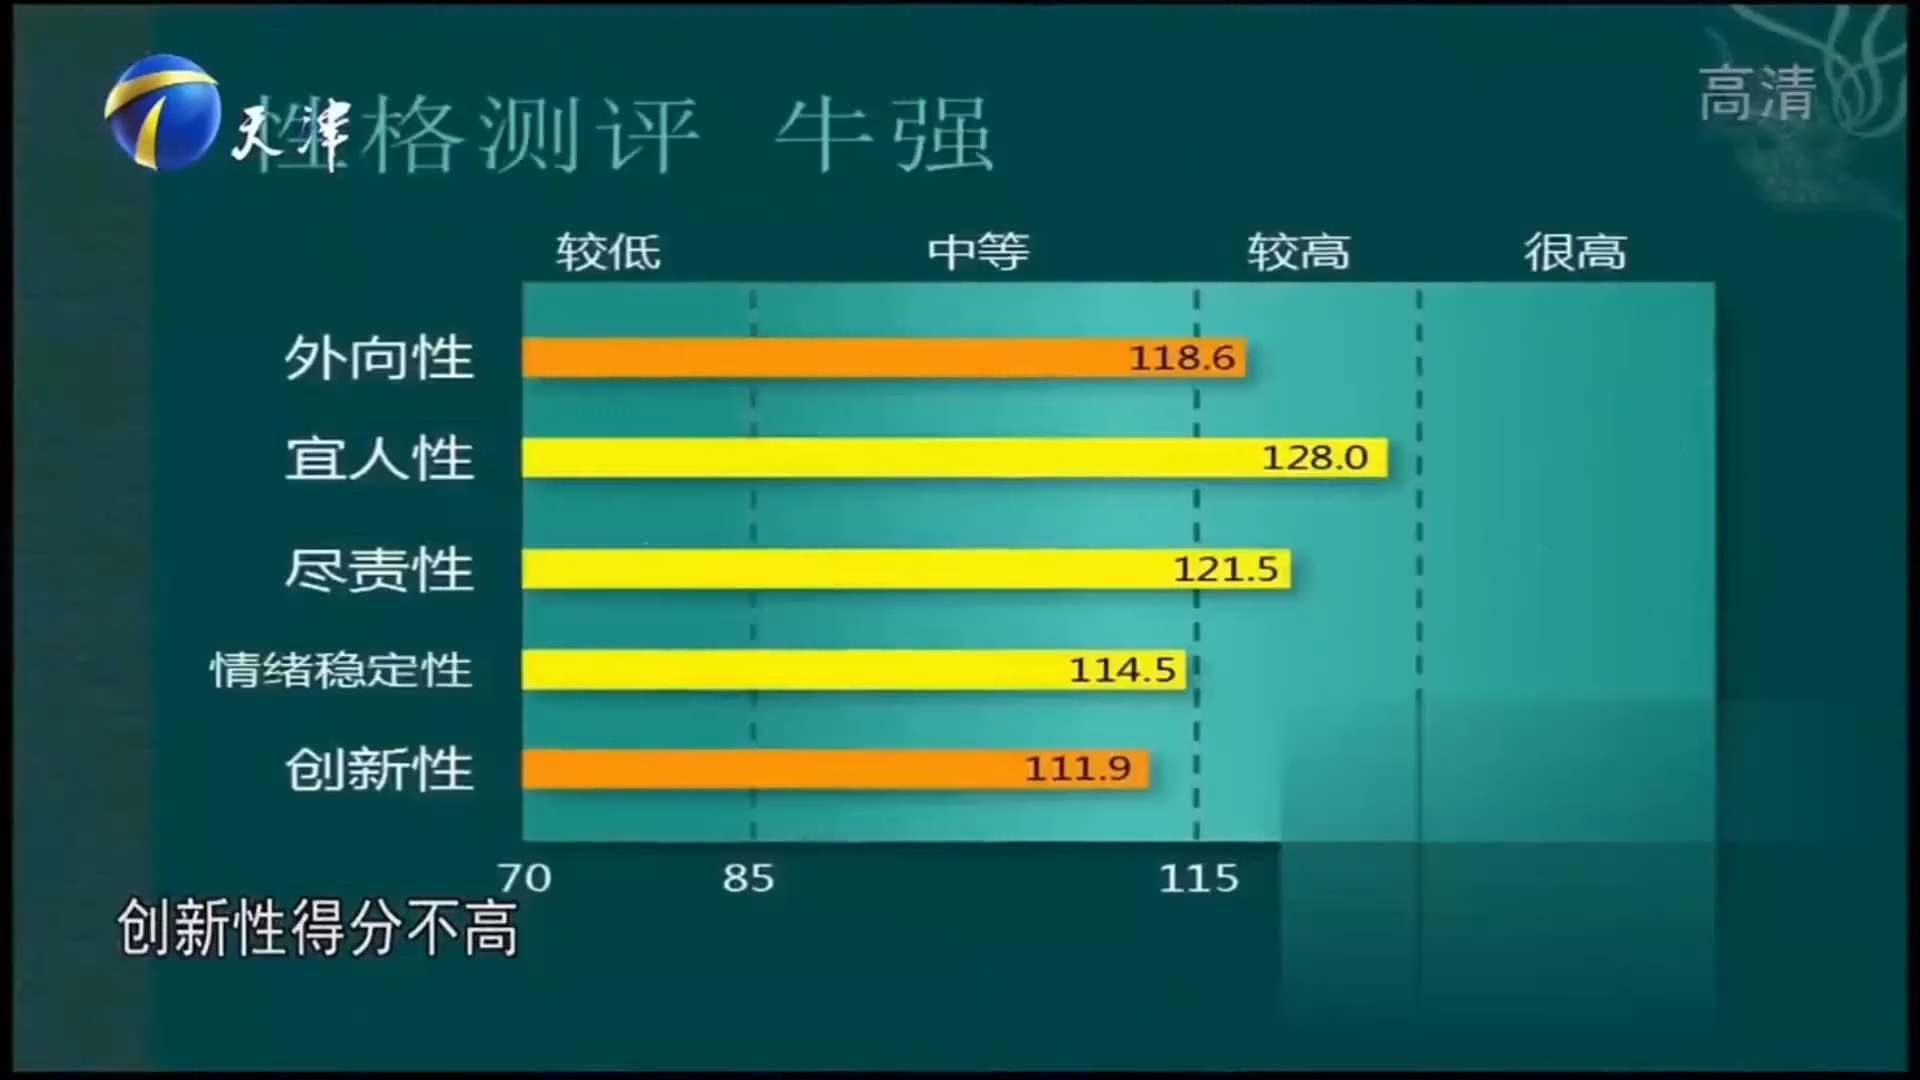 天津
高清
性格测评 牛强
较低 中等 较高 很高
外向性 118.6
宜人性 128.0
尽责性 121.5
情绪稳定性 114.5
创新性 111.9
70 85 115
创新性得分不高